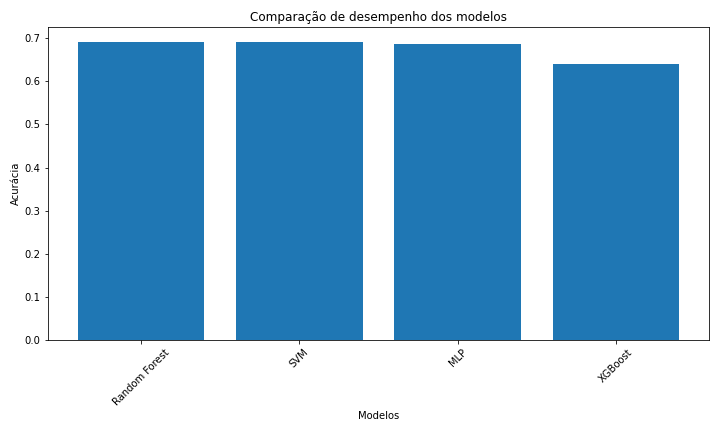 Comparação de desempenho dos modelos
Acurácia
0.7
0.6
0.5
0.4
0.3
0.2
0.1
0.0
Random Forest
SVM
MLP
XGBoost
Modelos